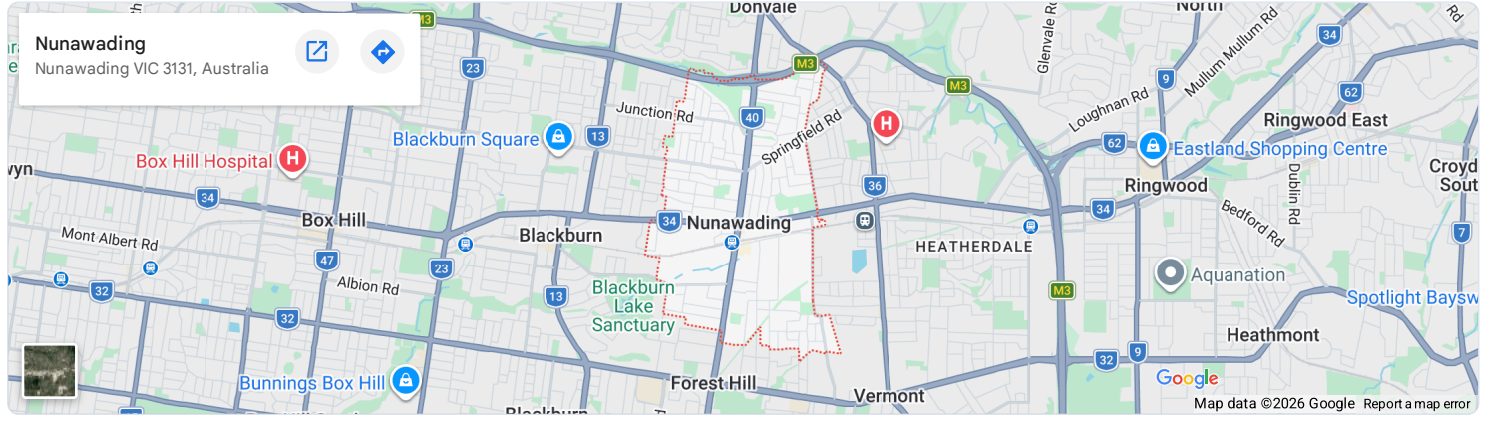 Nunawading
Nunawading VIC 3131, Australia
M3
Donvale
North
Rd
34
23
M3
9
Mullum Mullum Rd
Glenvale Rd
M3
62
Junction Rd
40
Loughnan Rd
Ringwood East
Springfield Rd
H
Blackburn Square
13
62
Eastland Shopping Centre
Box Hill Hospital
H
wyn
Croyd
Sout
34
36
Ringwood
Dublin Rd
34
Bedford Rd
Box Hill
34
Nunawading
Blackburn
HEATHERDALE
7
Mont Albert Rd
47
23
Aquanation
Albion Rd
32
13
Blackburn
Lake
Sanctuary
M3
Spotlight Baysw
32
Heathmont
32
9
Bunnings Box Hill
Forest Hill
Google
Vermont
Blackburn
Map data ©2026 Google
Report a map error